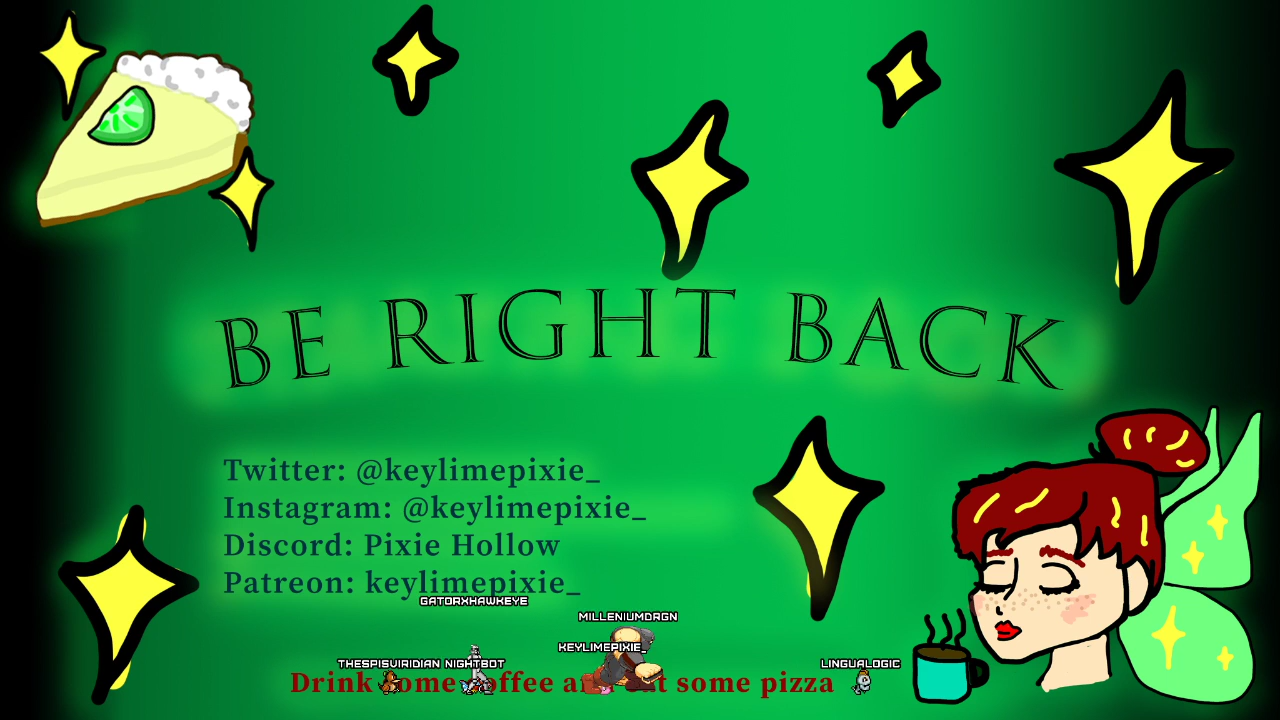 BE RIGHT BACK
Twitter: @keylimepixie_
Instagram: @keylimepixie_
Discord: Pixie Hollow
Patreon: keylimepixie_
GATORXHAWKEYE
MILLENIUMDRGN
KEYLIMEPIXIE_
THESPISVIRIDIAN NIGHTBOT
LINGUALOGIC
Drink some pizza